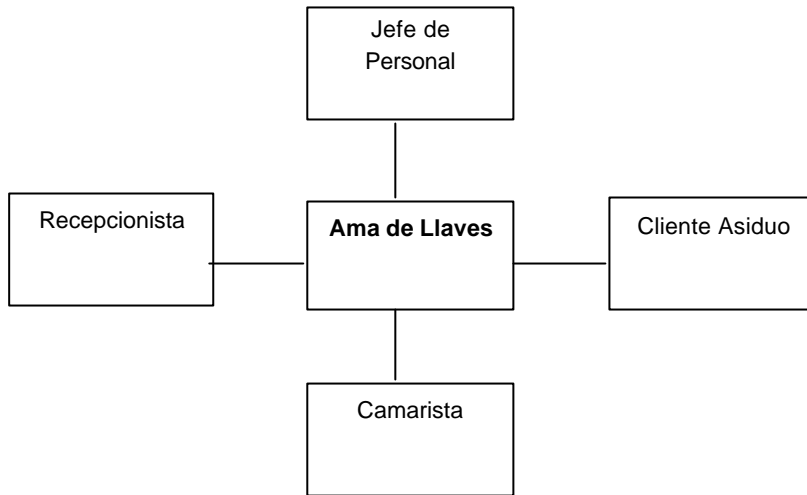 Jefe de
Personal
Recepcionista
Ama de Llaves
Cliente Asiduo
Camarista